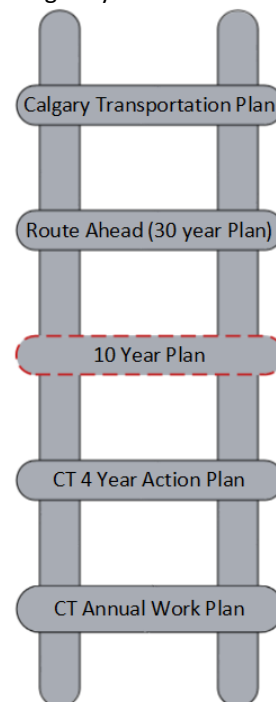 Calgary Transportation Plan
Route Ahead (30 year Plan)
10 Year Plan
CT 4 Year Action Plan
CT Annual Work Plan